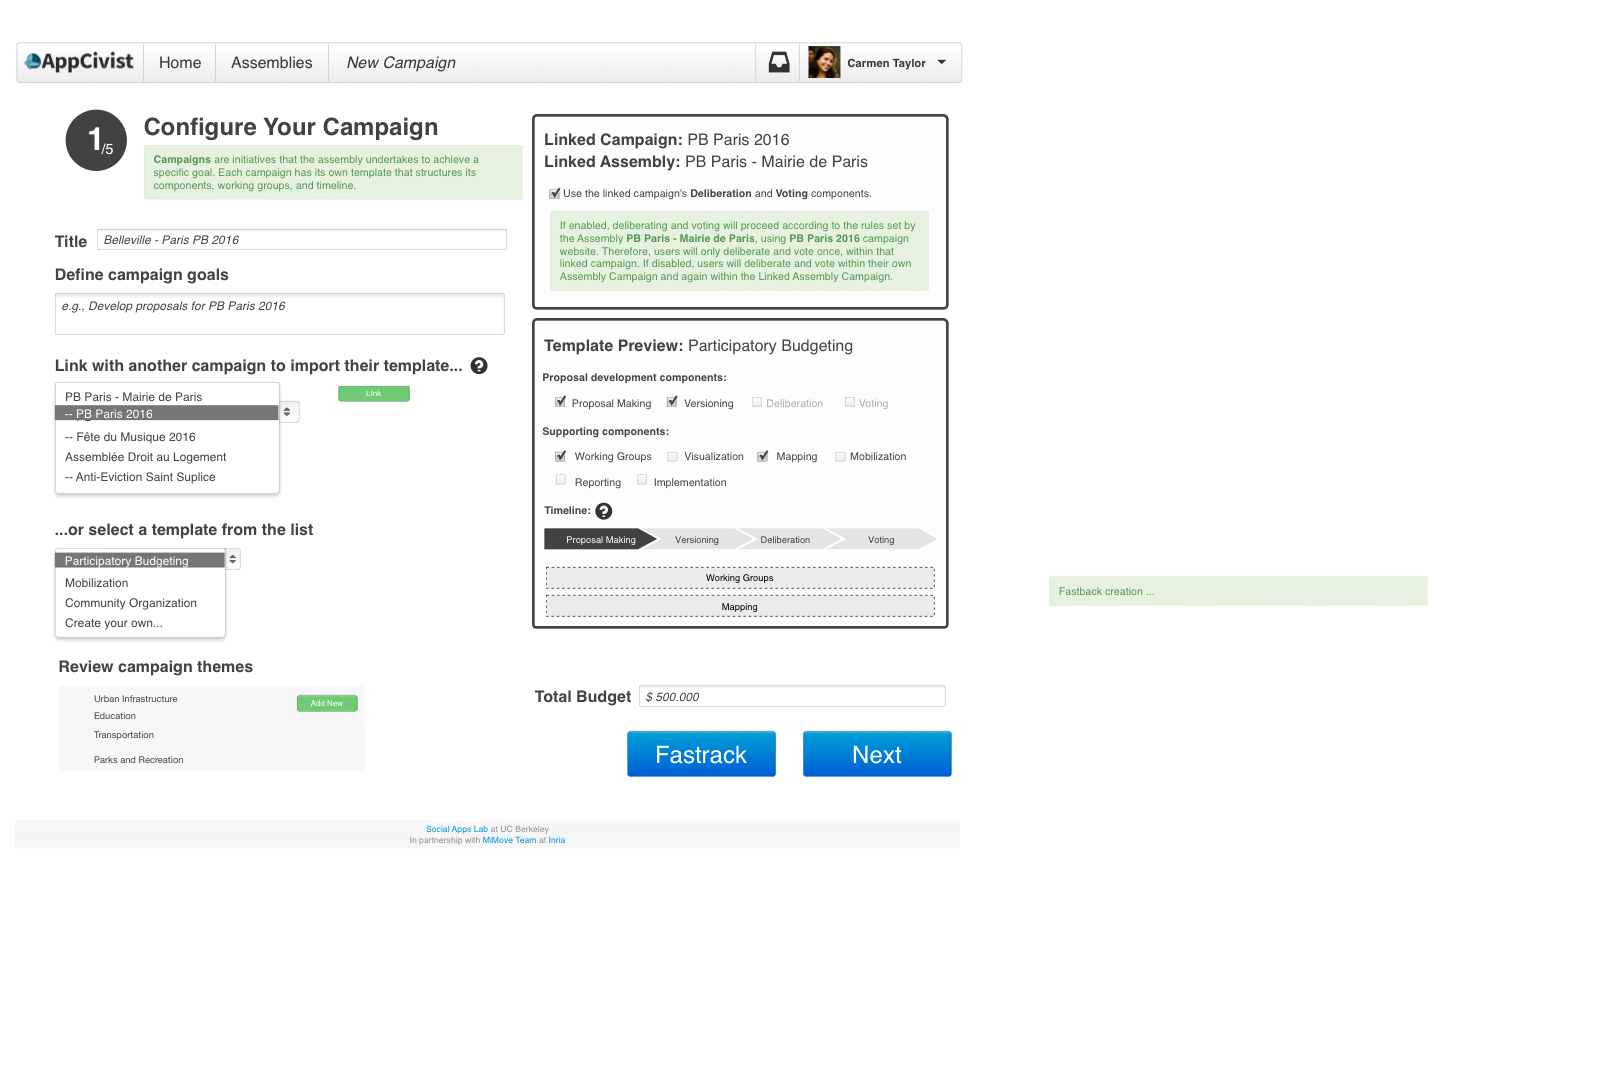 AppCivist
Home
Assemblies
New Campaign
Carmen Taylor
1/5
Configure Your Campaign
Campaigns are initiatives that the assembly undertakes to achieve a
specific goal. Each campaign has its own template that structures its
components, working groups, and timeline.
Title
Belleville - Paris PB 2016
Define campaign goals
e.g., Develop proposals for PB Paris 2016
Link with another campaign to import their template... ?
PB Paris - Mairie de Paris
-- PB Paris 2016
-- Fête du Musique 2016
Assemblée Droit au Logement
-- Anti-Eviction Saint Suplice
Link
...or select a template from the list
Participatory Budgeting
Mobilization
Community Organization
Create your own...
Review campaign themes
Urban Infrastructure
Education
Transportation
Parks and Recreation
Add New
Linked Campaign: PB Paris 2016
Linked Assembly: PB Paris - Mairie de Paris
Use the linked campaign's Deliberation and Voting components.
If enabled, deliberating and voting will proceed according to the rules set by
the Assembly PB Paris - Mairie de Paris, using PB Paris 2016 campaign
website. Therefore, users will only deliberate and vote once, within that
linked campaign. If disabled, users will deliberate and vote within their own
Assembly Campaign and again within the Linked Assembly Campaign.
Template Preview: Participatory Budgeting
Proposal development components:
Proposal Making
Versioning
Deliberation
Voting
Supporting components:
Working Groups
Visualization
Mapping
Mobilization
Reporting
Implementation
Timeline: ?
Proposal Making
Versioning
Deliberation
Voting
Working Groups
Mapping
Total Budget
$ 500.000
Fastrack
Next
Fastback creation ...
Social Apps Lab at UC Berkeley
In partnership with MiMove Team at Inria